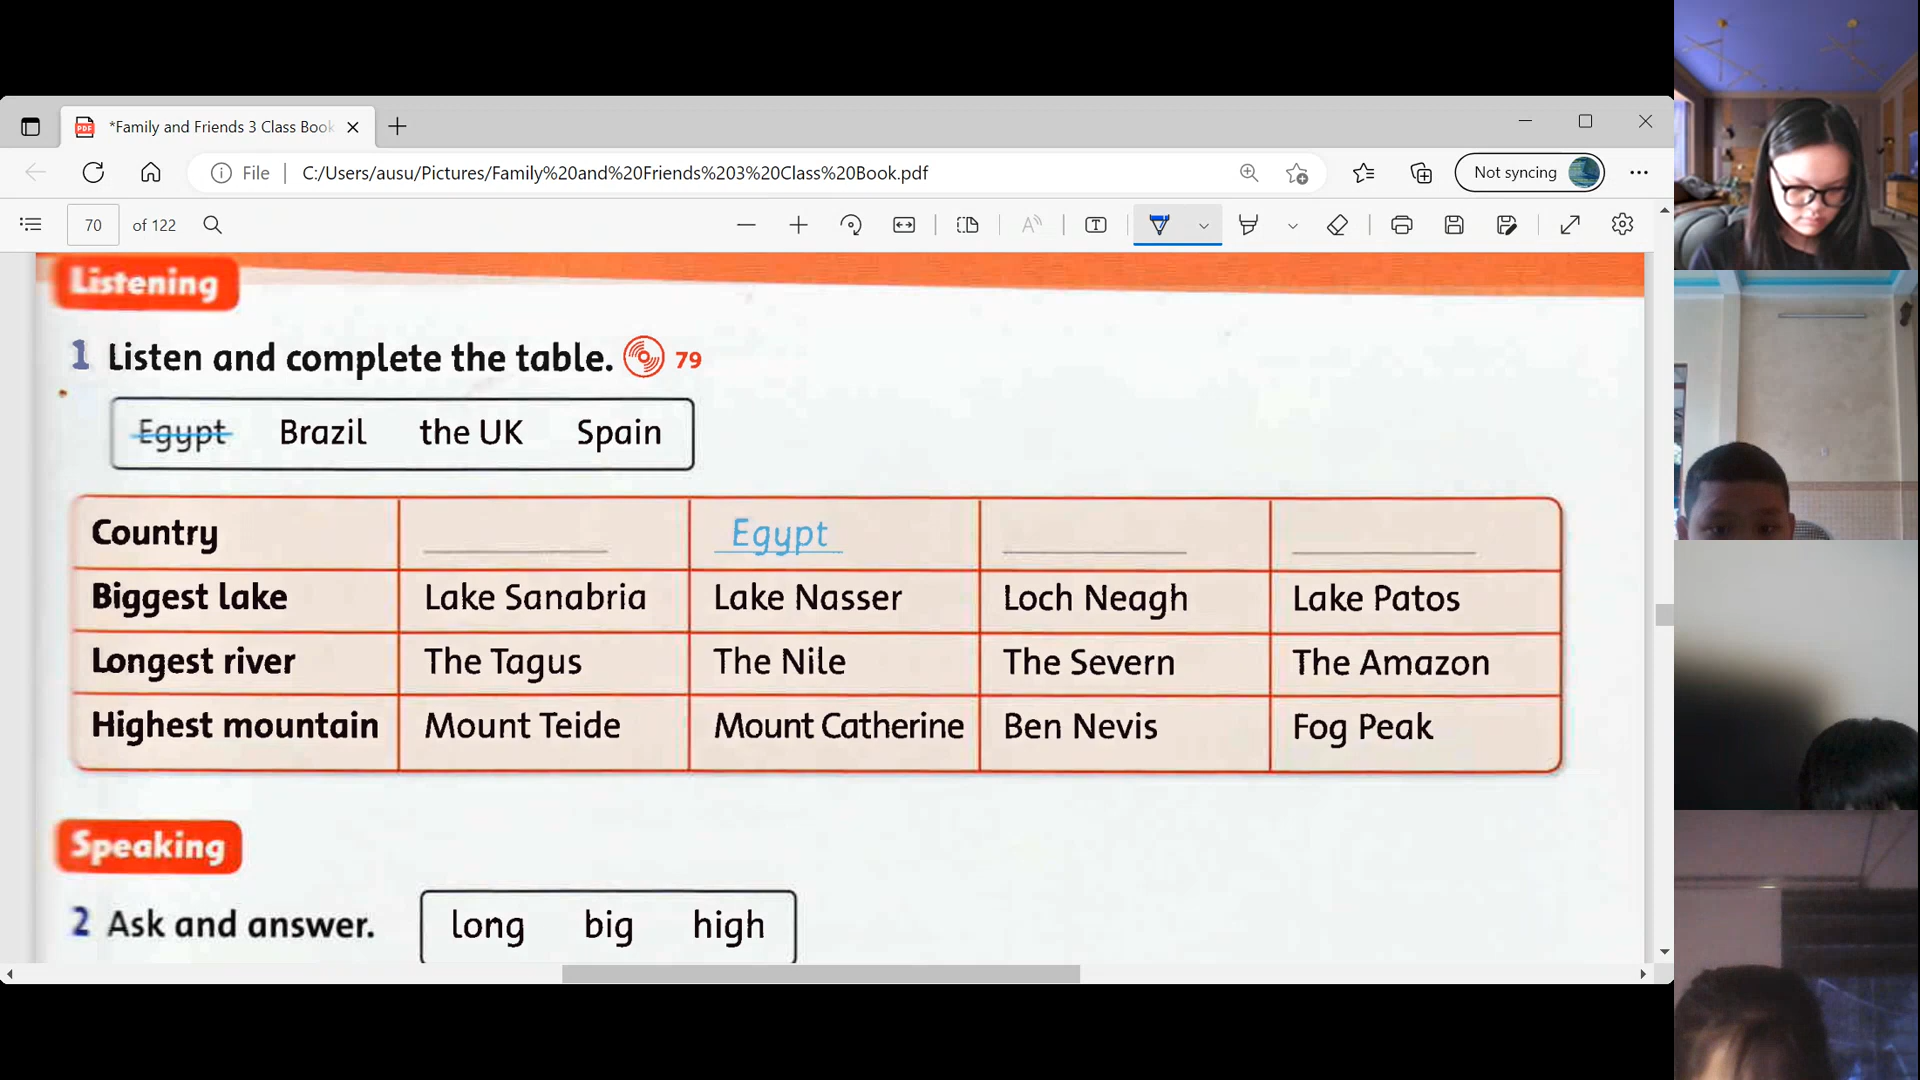 *Family and Friends 3 Class Book
File C:/Users/ausu/Pictures/Family%20and%20Friends%203%20Class%20Book.pdf Not syncing
70 of 122
Listening
1 Listen and complete the table. 79
Egypt Brazil the UK Spain
Country Egypt
Biggest lake Lake Sanabria Lake Nasser Loch Neagh Lake Patos
Longest river The Tagus The Nile The Severn The Amazon
Highest mountain Mount Teide Mount Catherine Ben Nevis Fog Peak
Speaking
2 Ask and answer. long big high